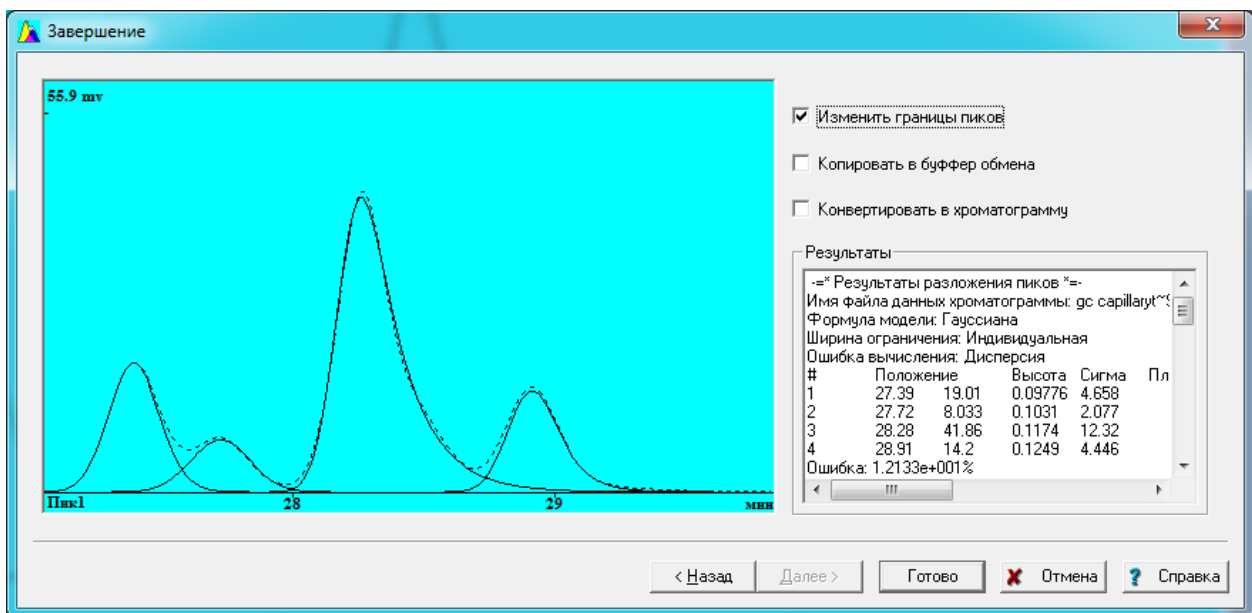 Завершение
55.9 mv
Пик1
28
29
мин
Изменить границы пиков
Копировать в буффер обмена
Конвертировать в хроматограмму
Результаты
-=* Результаты разложения пиков *=-
Имя файла данных хроматограммы: gc capillaryt~
Формула модели: Гауссиана
Ширина ограничения: Индивидуальная
Ошибка вычисления: Дисперсия
# Положение Высота Сигма Пл
1 27.39 19.01 0.09776 4.658
2 27.72 8.033 0.1031 2.077
3 28.28 41.86 0.1174 12.32
4 28.91 14.2 0.1249 4.446
Ошибка: 1.2133e+001%
< Назад
Далее >
Готово
Отмена
? Справка